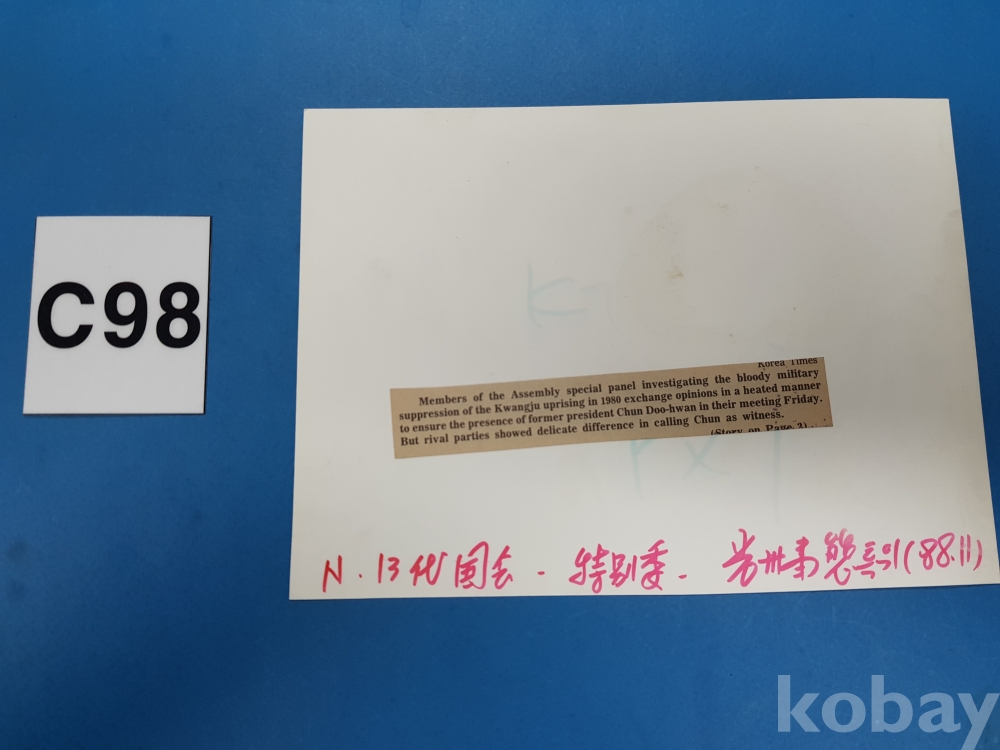 C98
Korea Times
Members of the Assembly special panel investigating the bloody military
suppression of the Kwangju uprising in 1980 exchange opinions in a heated manner
to ensure the presence of former president Chun Doo-hwan in their meeting Friday.
But rival parties showed delicate difference in calling Chun as witness.
(Story on Page 2)
N. 13代 国会 - 特别委 - 光州事態 특위 (88.11)
kobay